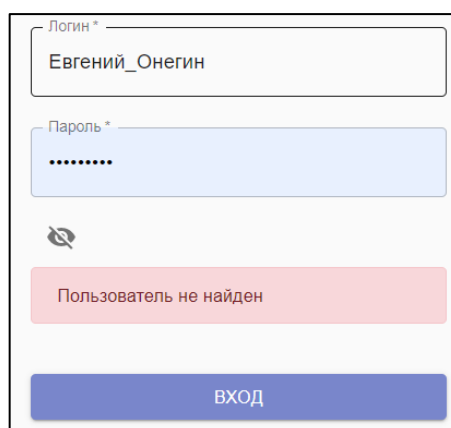 Логин *
Евгений_Онегин
Пароль *
•••••••••
Пользователь не найден
ВХОД